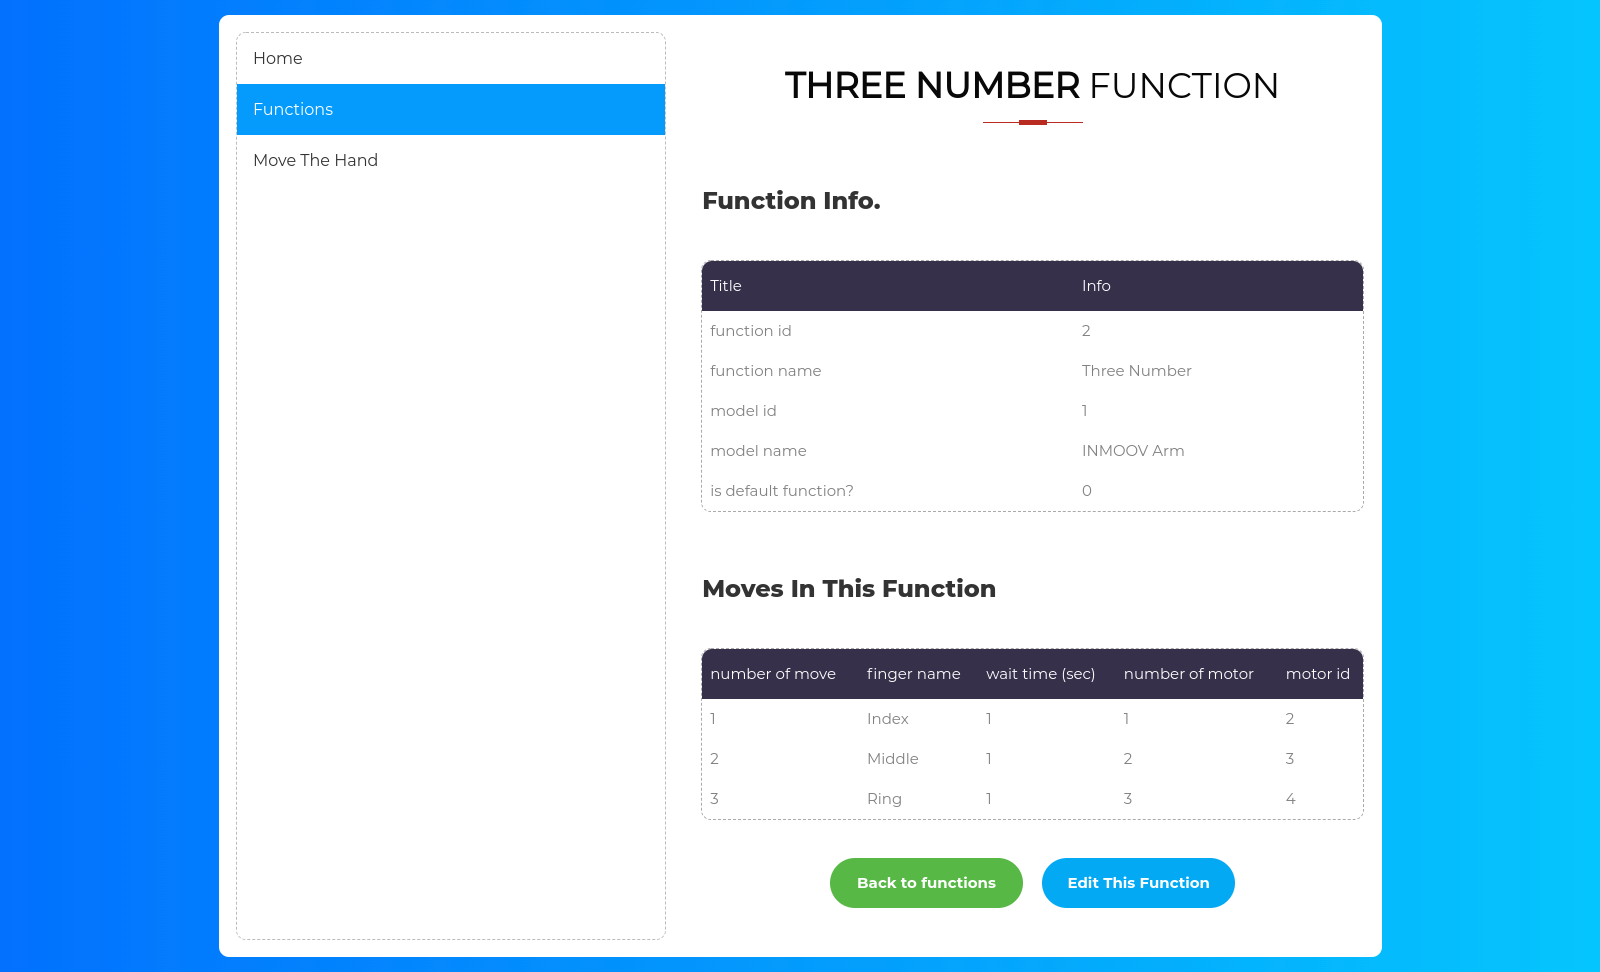 Home
Functions
Move The Hand
THREE NUMBER FUNCTION
Function Info.
Title Info
function id 2
function name Three Number
model id 1
model name INMOOV Arm
is default function? 0
Moves In This Function
number of move finger name wait time (sec) number of motor motor id
1 Index 1 1 2
2 Middle 1 2 3
3 Ring 1 3 4
Back to functions Edit This Function